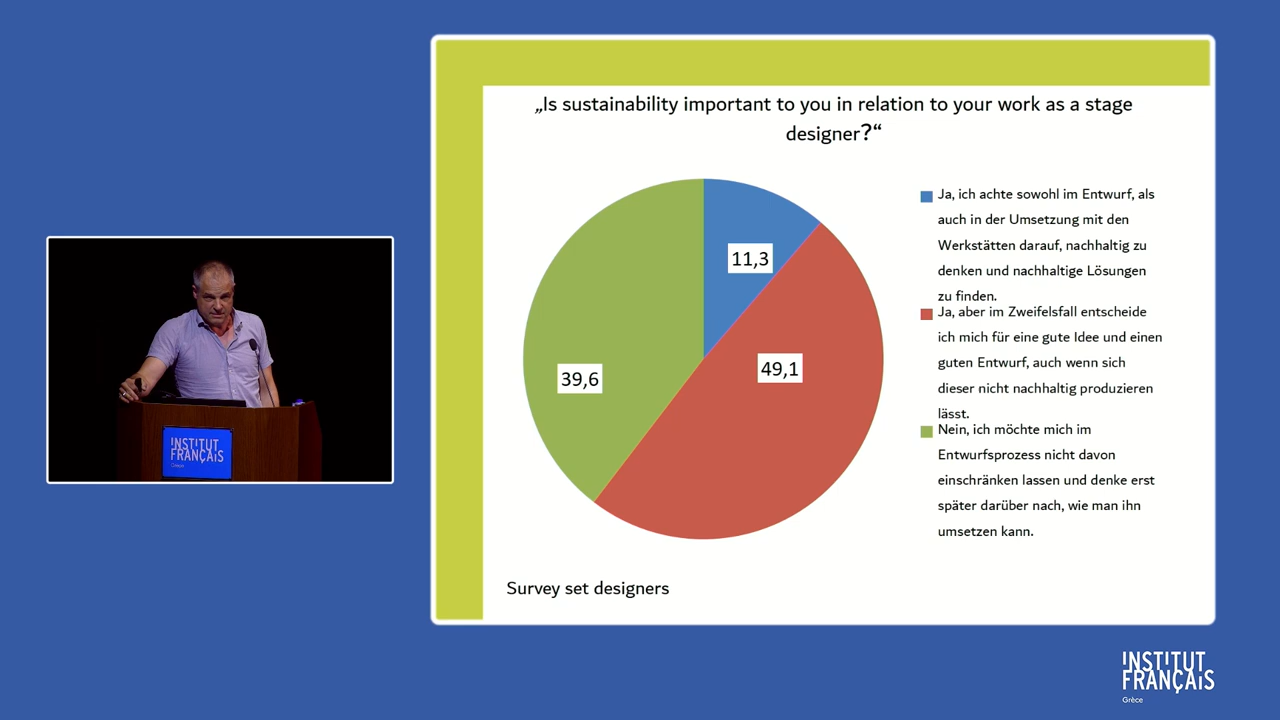 „Is sustainability important to you in relation to your work as a stage
designer?“
11,3
49,1
39,6
Ja, ich achte sowohl im Entwurf, als
auch in der Umsetzung mit den
Werkstätten darauf, nachhaltig zu
denken und nachhaltige Lösungen
zu finden.
Ja, aber im Zweifelsfall entscheide
ich mich für eine gute Idee und einen
guten Entwurf, auch wenn sich
dieser nicht nachhaltig produzieren
lässt.
Nein, ich möchte mich im
Entwurfsprozess nicht davon
einschränken lassen und denke erst
später darüber nach, wie man ihn
umsetzen kann.
Survey set designers
INSTITUT
FRANÇAIS
Grèce
INSTITUT
FRANÇAIS
Grèce